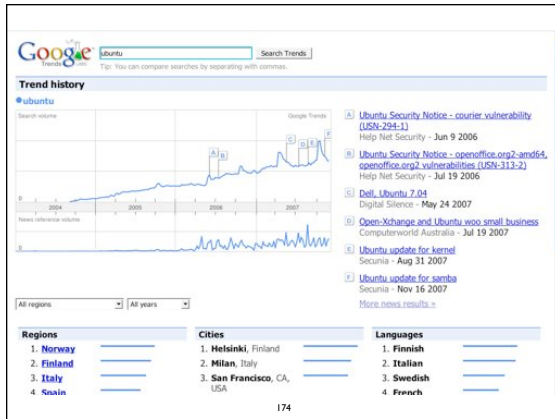 Google
Trends Labs
ubuntu
Search Trends
Tip: You can compare searches by separating with commas.
Trend history
ubuntu
Search volume
Google Trends
A
B
C
D
E
F
0
2004
2005
2006
2007
News reference volume
0
A Ubuntu Security Notice - courier vulnerability
(USN-294-1)
Help Net Security - Jun 9 2006
B Ubuntu Security Notice - openoffice.org2-amd64,
openoffice.org2 vulnerabilities (USN-313-2)
Help Net Security - Jul 19 2006
C Dell, Ubuntu 7.04
Digital Silence - May 24 2007
D Open-Xchange and Ubuntu woo small business
Computerworld Australia - Jul 19 2007
E Ubuntu update for kernel
Secunia - Aug 31 2007
F Ubuntu update for samba
Secunia - Nov 16 2007
More news results »
All regions
All years
Regions
1. Norway
2. Finland
3. Italy
4. Spain
Cities
1. Helsinki, Finland
2. Milan, Italy
3. San Francisco, CA,
USA
Languages
1. Finnish
2. Italian
3. Swedish
4. French
174